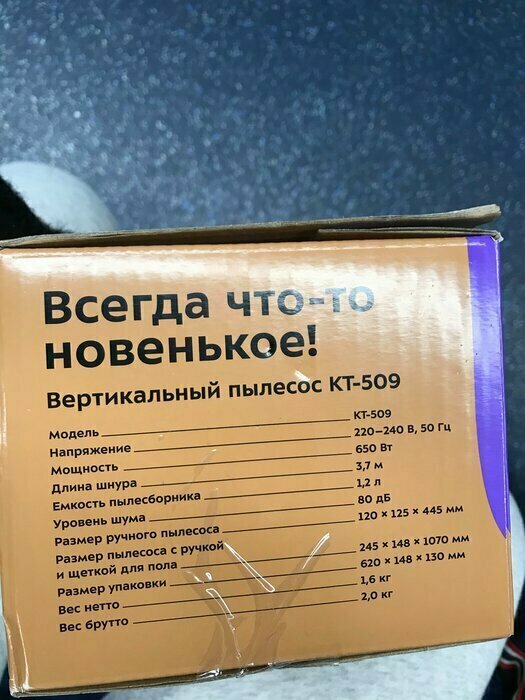 Всегда что-то
новенькое!
Вертикальный пылесос КТ-509
Модель КТ-509
Напряжение 220–240 В, 50 Гц
Мощность 650 Вт
Длина шнура 3,7 м
Емкость пылесборника 1,2 л
Уровень шума 80 дБ
Размер ручного пылесоса 120 × 125 × 445 мм
Размер пылесоса с ручкой
и щеткой для пола 245 × 148 × 1070 мм
Размер упаковки 620 × 148 × 130 мм
Вес нетто 1,6 кг
Вес брутто 2,0 кг